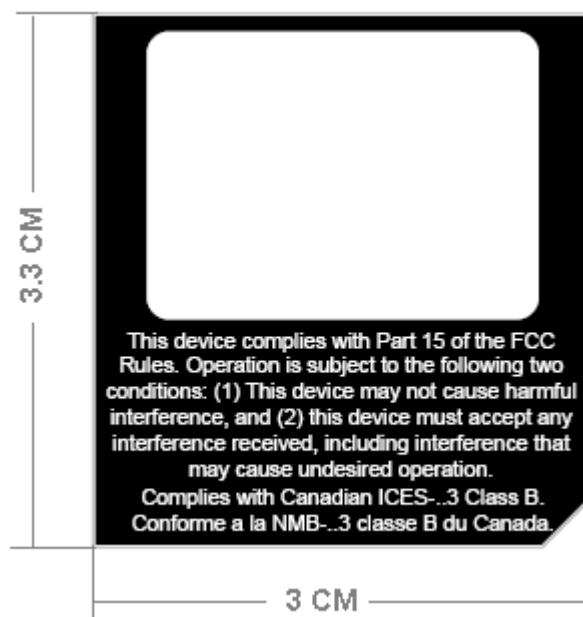 3.3 CM
This device complies with Part 15 of the FCC
Rules. Operation is subject to the following two
conditions: (1) This device may not cause harmful
interference, and (2) this device must accept any
interference received, including interference that
may cause undesired operation.
Complies with Canadian ICES-..3 Class B.
Conforme a la NMB-..3 classe B du Canada.
3 CM